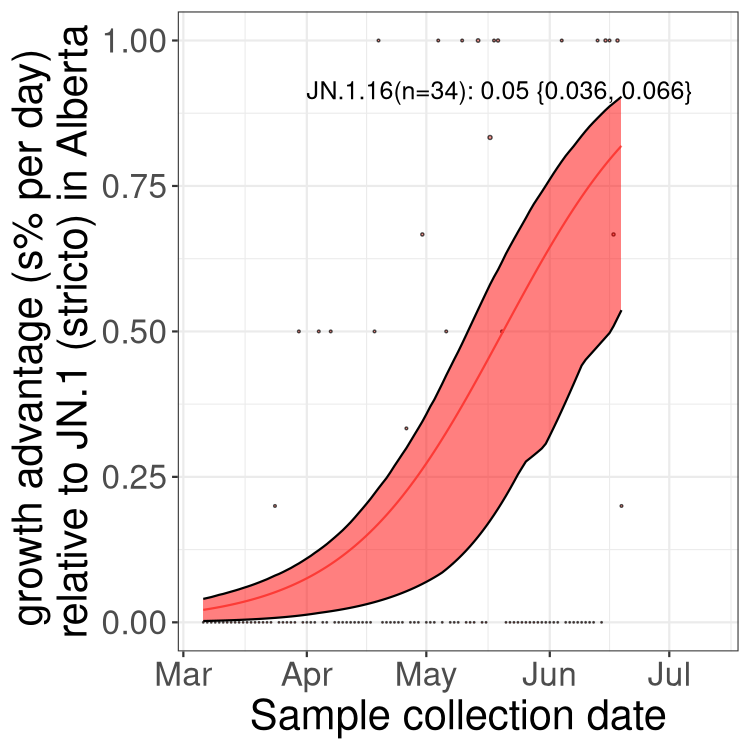 growth advantage (s% per day)
relative to JN.1 (stricto) in Alberta
1.00
0.75
0.50
0.25
0.00
JN.1.16(n=34): 0.05 {0.036, 0.066}
Mar Apr May Jun Jul
Sample collection date